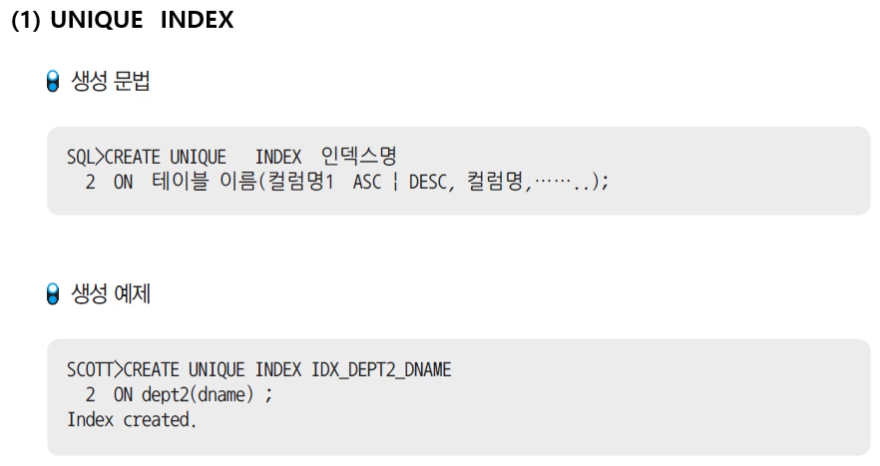 (1) UNIQUE INDEX
생성 문법
SQL>CREATE UNIQUE INDEX 인덱스명
2 ON 테이블 이름(컬럼명1 ASC | DESC, 컬럼명,……..);
생성 예제
SCOTT>CREATE UNIQUE INDEX IDX_DEPT2_DNAME
2 ON dept2(dname) ;
Index created.